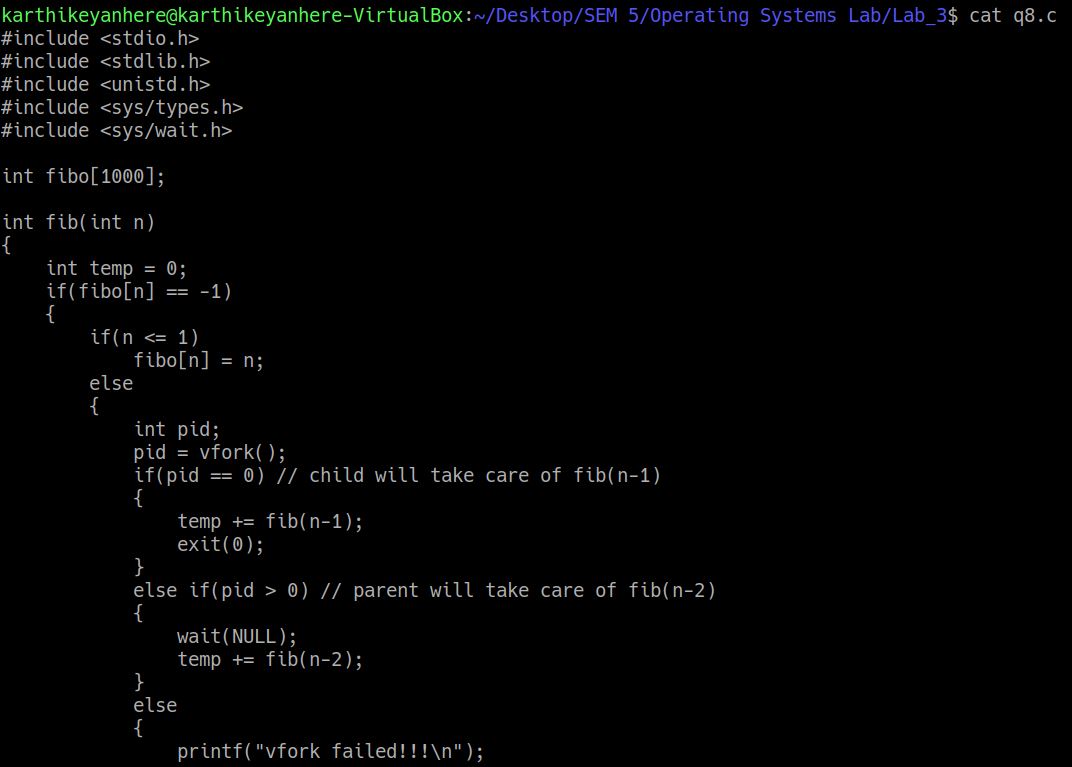 karthikeyanhere@karthikeyanhere-VirtualBox:~/Desktop/SEM 5/Operating Systems Lab/Lab_3$ cat q8.c
#include <stdio.h>
#include <stdlib.h>
#include <unistd.h>
#include <sys/types.h>
#include <sys/wait.h>

int fibo[1000];

int fib(int n)
{
    int temp = 0;
    if(fibo[n] == -1)
    {
        if(n <= 1)
            fibo[n] = n;
        else
        {
            int pid;
            pid = vfork();
            if(pid == 0) // child will take care of fib(n-1)
            {
                temp += fib(n-1);
                exit(0);
            }
            else if(pid > 0) // parent will take care of fib(n-2)
            {
                wait(NULL);
                temp += fib(n-2);
            }
            else
            {
                printf("vfork failed!!!\n");